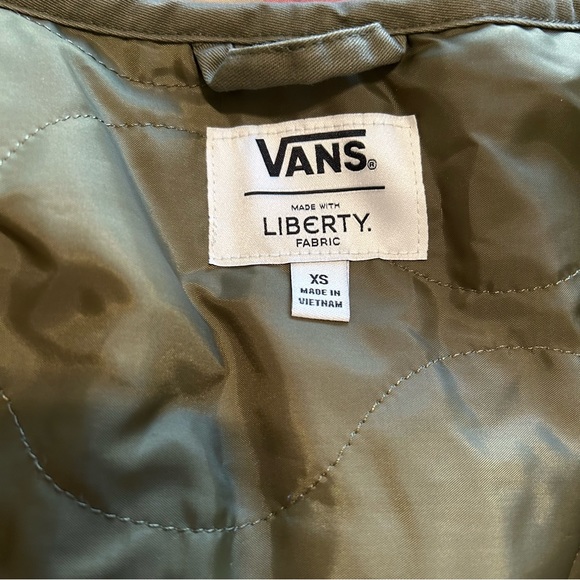 VANS®
MADE WITH
LIBERTY.
FABRIC
XS
MADE IN
VIETNAM